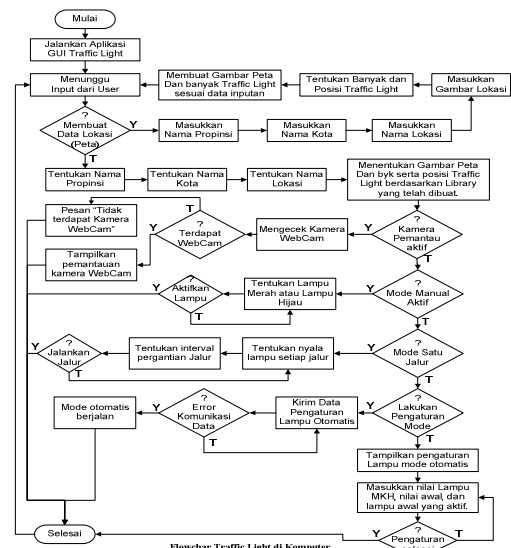 Mulai
Jalankan Aplikasi
GUI Traffic Light
Menunggu
Input dari User
Membuat Gambar Peta
Dan banyak Traffic Light
sesuai data inputan
Tentukan Banyak dan
Posisi Traffic Light
Masukkan
Gambar Lokasi
?
Membuat
Data Lokasi
(Peta)
Y
T
Masukkan
Nama Propinsi
Masukkan
Nama Kota
Masukkan
Nama Lokasi
Tentukan Nama
Propinsi
Tentukan Nama
Kota
Tentukan Nama
Lokasi
Menentukan Gambar Peta
Dan byk serta posisi Traffic
Light berdasarkan Library
yang telah dibuat.
Pesan "Tidak
terdapat Kamera
WebCam"
T
?
Terdapat
WebCam
Y
Mengecek Kamera
WebCam
Y
?
Kamera
Pemantau
aktif
T
Tampilkan
pemantauan
kamera WebCam
Y
?
Aktifkan
Lampu
T
Tentukan Lampu
Merah atau Lampu
Hijau
Y
?
Mode Manual
Aktif
T
Y
?
Jalankan
Jalur
T
Tentukan interval
pergantian Jalur
Tentukan nyala
lampu setiap jalur
Y
?
Mode Satu
Jalur
T
Mode otomatis
berjalan
Y
?
Error
Komunikasi
Data
T
Kirim Data
Pengaturan
Lampu Otomatis
Y
?
Lakukan
Pengaturan
Mode
T
Tampilkan pengaturan
Lampu mode otomatis
Masukkan nilai Lampu
MKH, nilai awal, dan
lampu awal yang aktif.
Selesai
Y
?
Pengaturan
T
Flowchar Traffic Light di Komputer